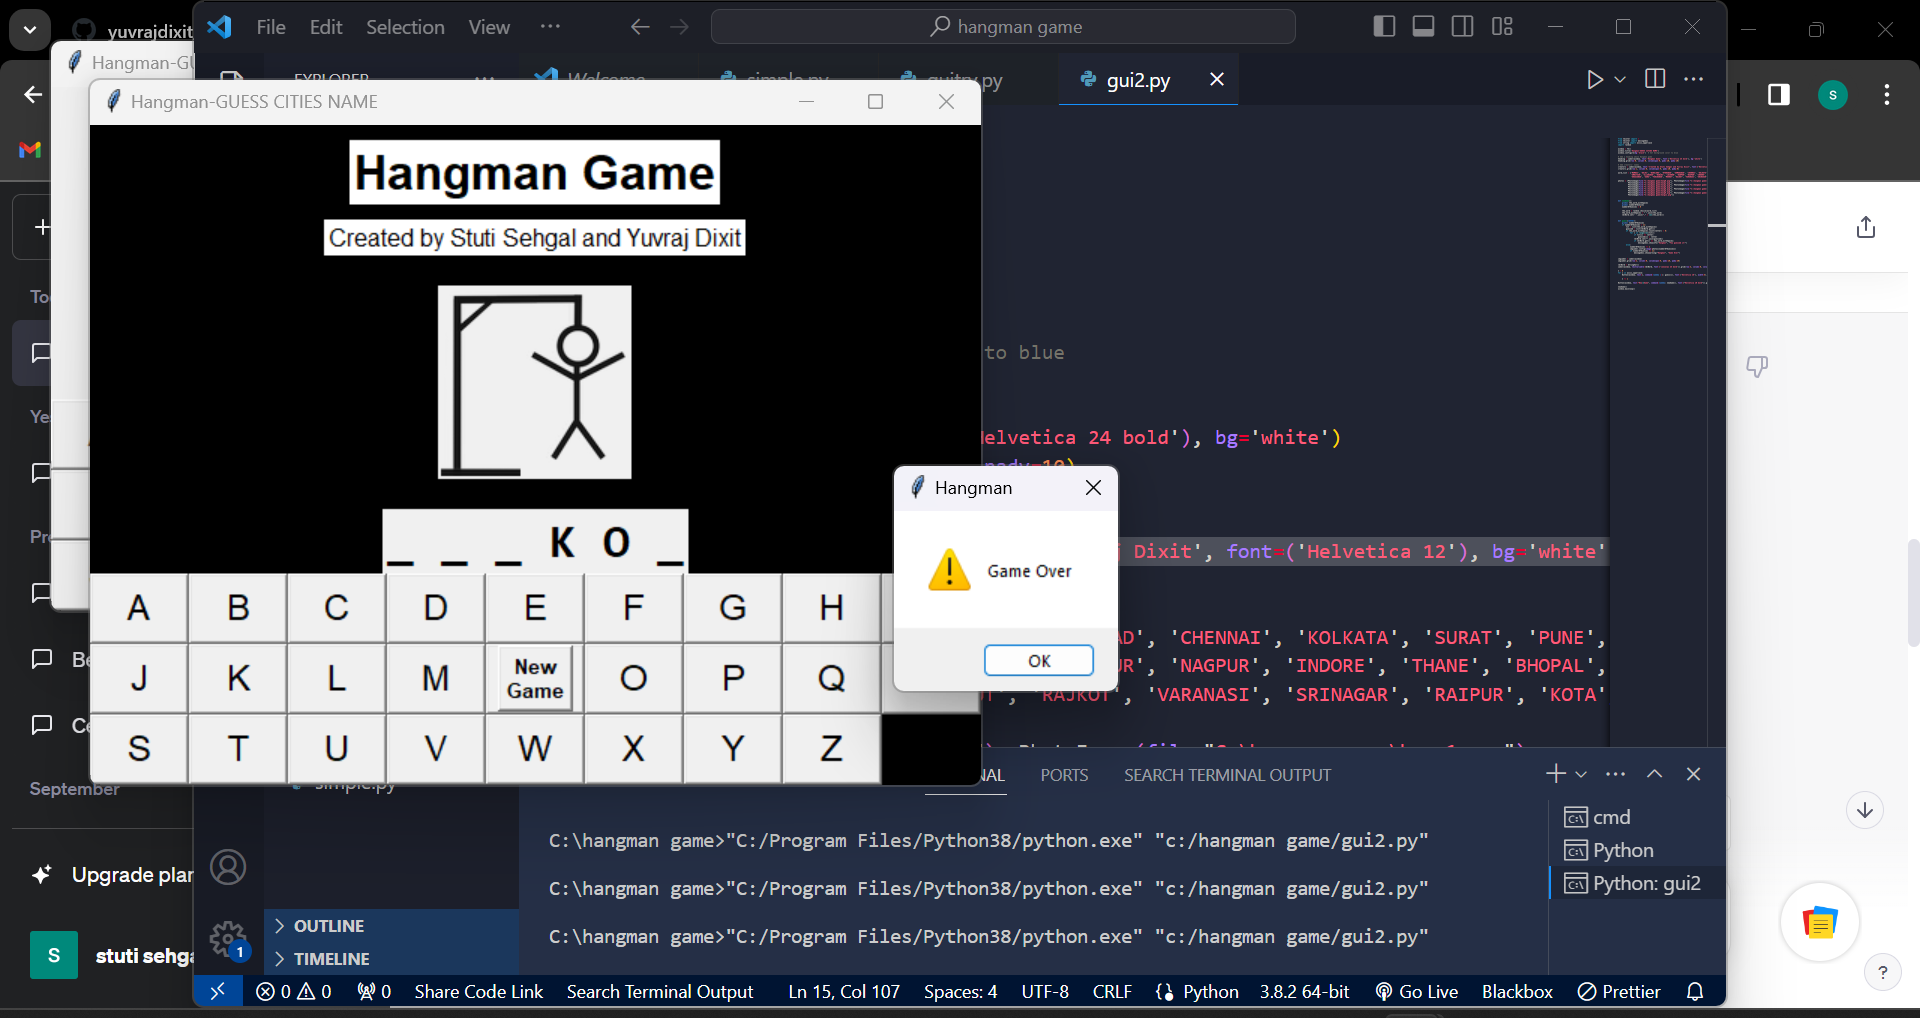 yuvrajdixit
File Edit Selection View ...
hangman game
Hangman-GU
EXPLORER
Welcome
simple.py
guitry.py
gui2.py
Hangman-GUESS CITIES NAME
Hangman Game
Created by Stuti Sehgal and Yuvraj Dixit
_ _ _ K O _
A B C D E F G H
J K L M New Game O P Q
S T U V W X Y Z
to blue
elvetica 24 bold'), bg='white')
pady=10)
Hangman
Game Over
OK
j Dixit', font=('Helvetica 12'), bg='white'
AD', 'CHENNAI', 'KOLKATA', 'SURAT', 'PUNE',
UR', 'NAGPUR', 'INDORE', 'THANE', 'BHOPAL',
', 'RAJKOT', 'VARANASI', 'SRINAGAR', 'RAIPUR', 'KOTA'
To
Ye
Pr
Be
Ce
September
Upgrade plan
S
stuti sehga
s
simple.py
OUTLINE
TIMELINE
1
NAL PORTS SEARCH TERMINAL OUTPUT
C:\hangman game>"C:/Program Files/Python38/python.exe" "c:/hangman game/gui2.py"
C:\hangman game>"C:/Program Files/Python38/python.exe" "c:/hangman game/gui2.py"
C:\hangman game>"C:/Program Files/Python38/python.exe" "c:/hangman game/gui2.py"
cmd
Python
Python: gui2
0 0 0 Share Code Link Search Terminal Output Ln 15, Col 107 Spaces: 4 UTF-8 CRLF Python 3.8.2 64-bit Go Live Blackbox Prettier
?